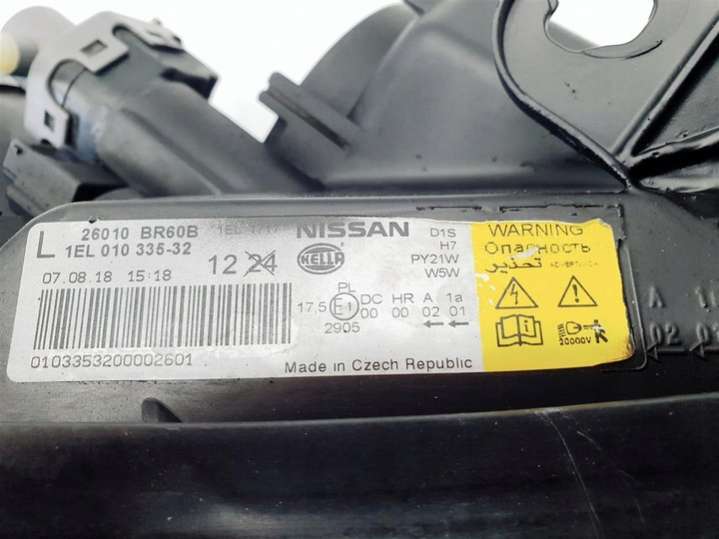 L 26010 BR60B
1EL 010 335-32
07.08.18 15:18
12 24
0103353200002601
NISSAN
HELLA
D1S
H7
PY21W
W5W
PL
17.5 E1 DC HR A 1a
00 00 02 01
2905 ←←
Made in Czech Republic
WARNING
Опасность
تحذير
20000V
A